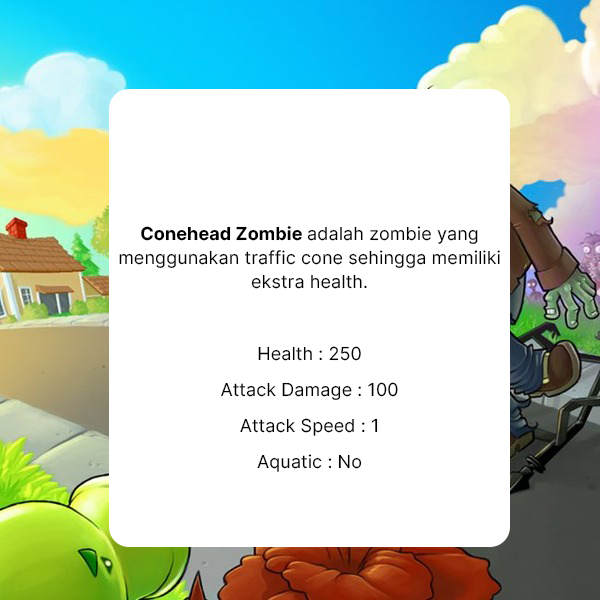 Conehead Zombie adalah zombie yang
menggunakan traffic cone sehingga memiliki
ekstra health.
Health : 250
Attack Damage : 100
Attack Speed : 1
Aquatic : No